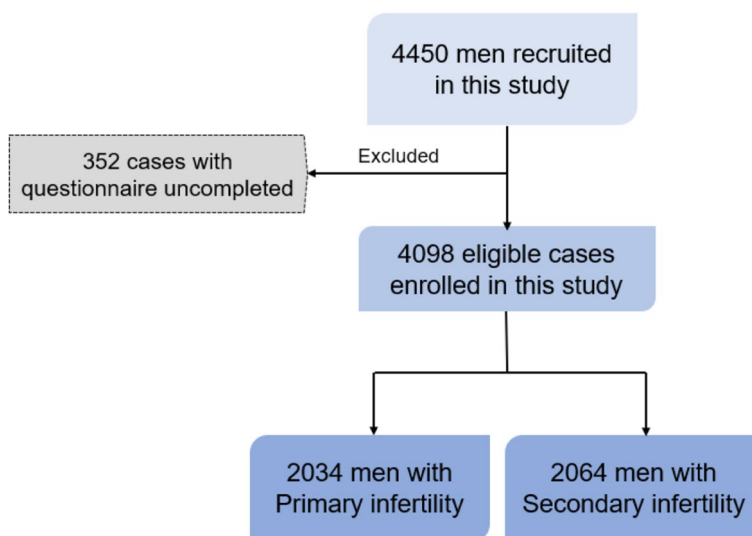 4450 men recruited
in this study
Excluded
352 cases with
questionnaire uncompleted
4098 eligible cases
enrolled in this study
2034 men with
Primary infertility
2064 men with
Secondary infertility